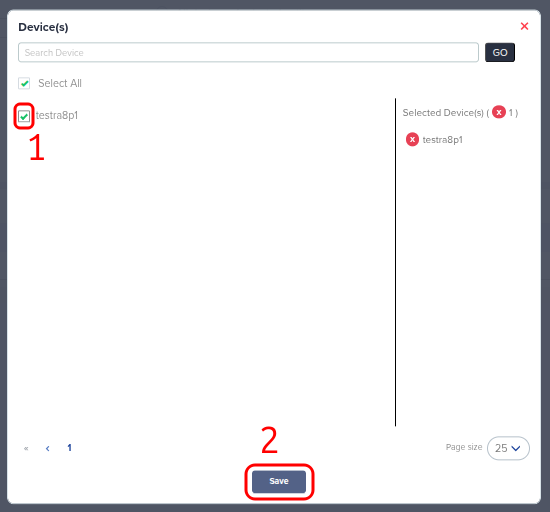 Device(s)
Search Device
GO
Select All
testra8p1
1
Selected Device(s) ( x 1 )
x testra8p1
« ‹ 1
2
Page size 25
Save